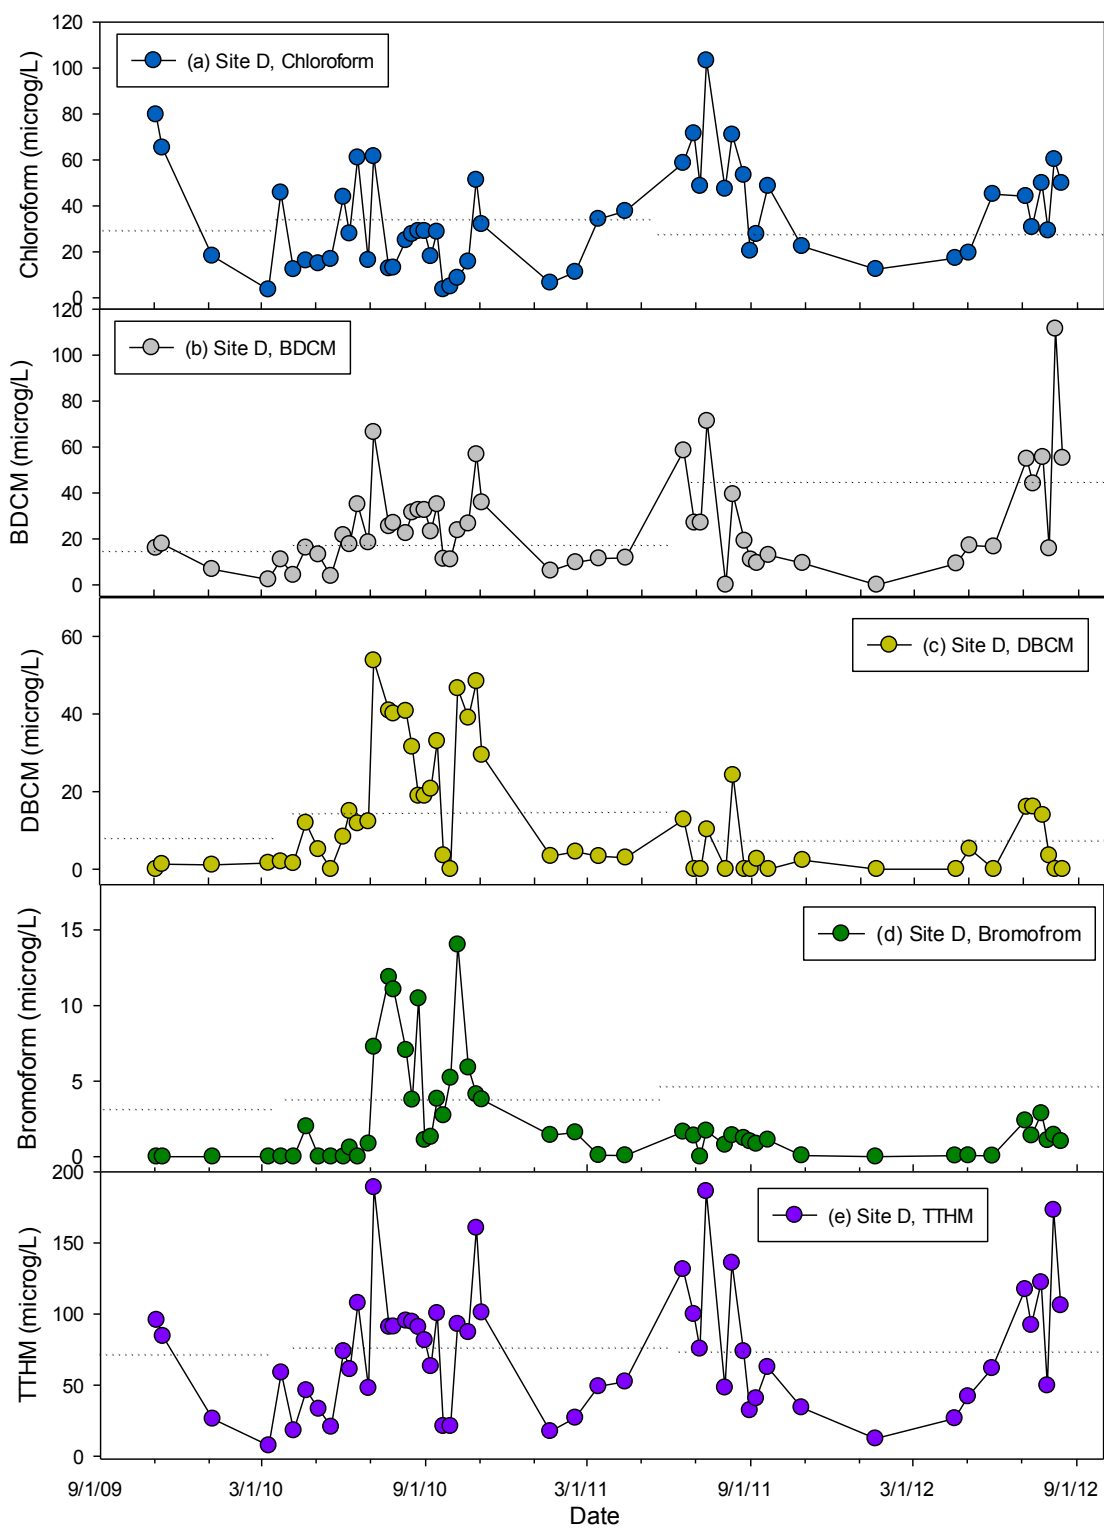 120
100
80
60
40
20
0
Chloroform (microg/L)
(a) Site D, Chloroform
120
100
80
60
40
20
0
BDCM (microg/L)
(b) Site D, BDCM
60
40
20
0
DBCM (microg/L)
(c) Site D, DBCM
15
10
5
0
Bromoform (microg/L)
(d) Site D, Bromofrom
200
150
100
50
0
TTHM (microg/L)
(e) Site D, TTHM
9/1/09 3/1/10 9/1/10 3/1/11 9/1/11 3/1/12 9/1/12
Date